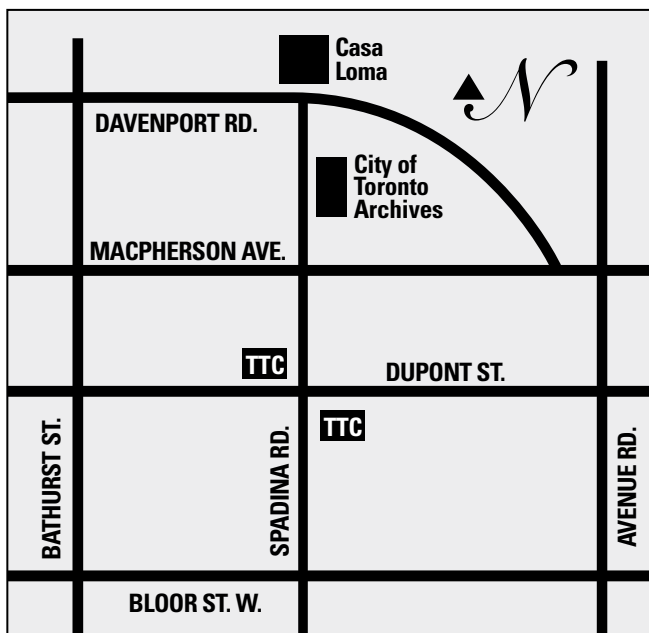 Casa
Loma
N
DAVENPORT RD.
City of
Toronto
Archives
MACPHERSON AVE.
TTC
DUPONT ST.
TTC
BATHURST ST.
SPADINA RD.
AVENUE RD.
BLOOR ST. W.